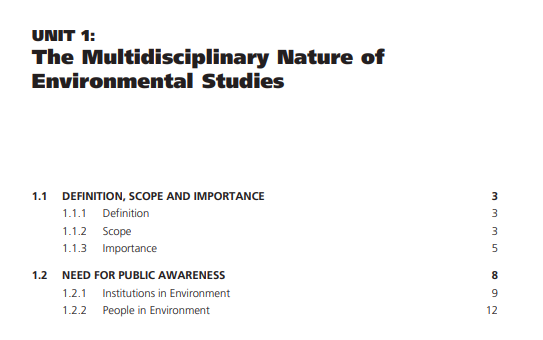 UNIT 1:
The Multidisciplinary Nature of
Environmental Studies
1.1 DEFINITION, SCOPE AND IMPORTANCE 3
1.1.1 Definition 3
1.1.2 Scope 3
1.1.3 Importance 5
1.2 NEED FOR PUBLIC AWARENESS 8
1.2.1 Institutions in Environment 9
1.2.2 People in Environment 12